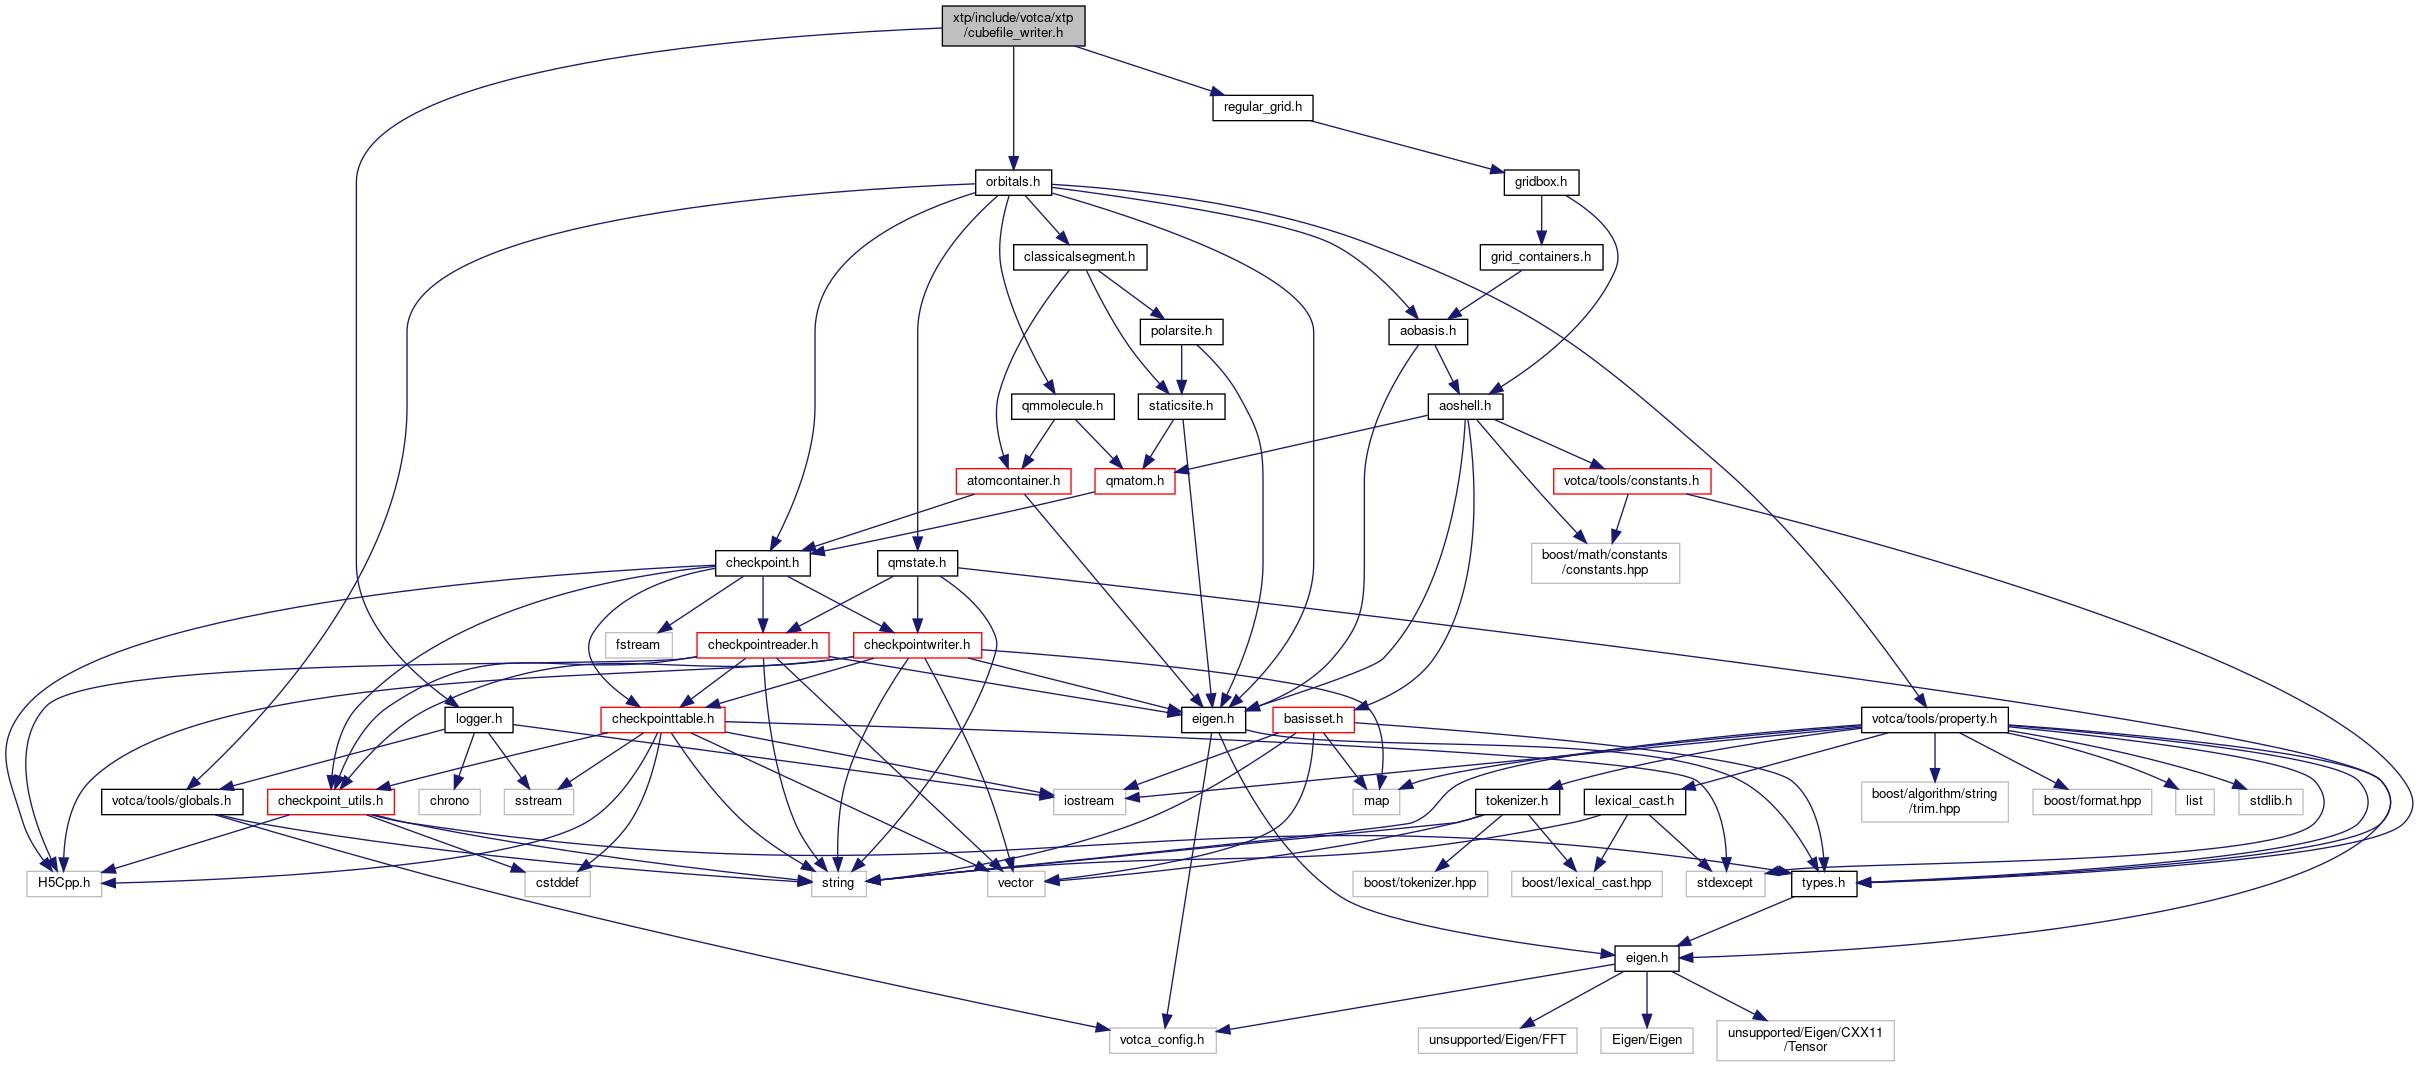 xtp/include/votca/xtp
/cubefile_writer.h
regular_grid.h
orbitals.h
gridbox.h
classicalsegment.h
grid_containers.h
polarsite.h
aobasis.h
qmmolecule.h
staticsite.h
aoshell.h
atomcontainer.h
qmatom.h
votca/tools/constants.h
checkpoint.h
qmstate.h
boost/math/constants
/constants.hpp
fstream
checkpointreader.h
checkpointwriter.h
logger.h
checkpointtable.h
eigen.h
basisset.h
votca/tools/property.h
votca/tools/globals.h
checkpoint_utils.h
chrono
sstream
iostream
map
tokenizer.h
lexical_cast.h
boost/algorithm/string
/trim.hpp
boost/format.hpp
list
stdlib.h
H5Cpp.h
cstddef
string
vector
boost/tokenizer.hpp
boost/lexical_cast.hpp
stdexcept
types.h
eigen.h
votca_config.h
unsupported/Eigen/FFT
Eigen/Eigen
unsupported/Eigen/CXX11
/Tensor